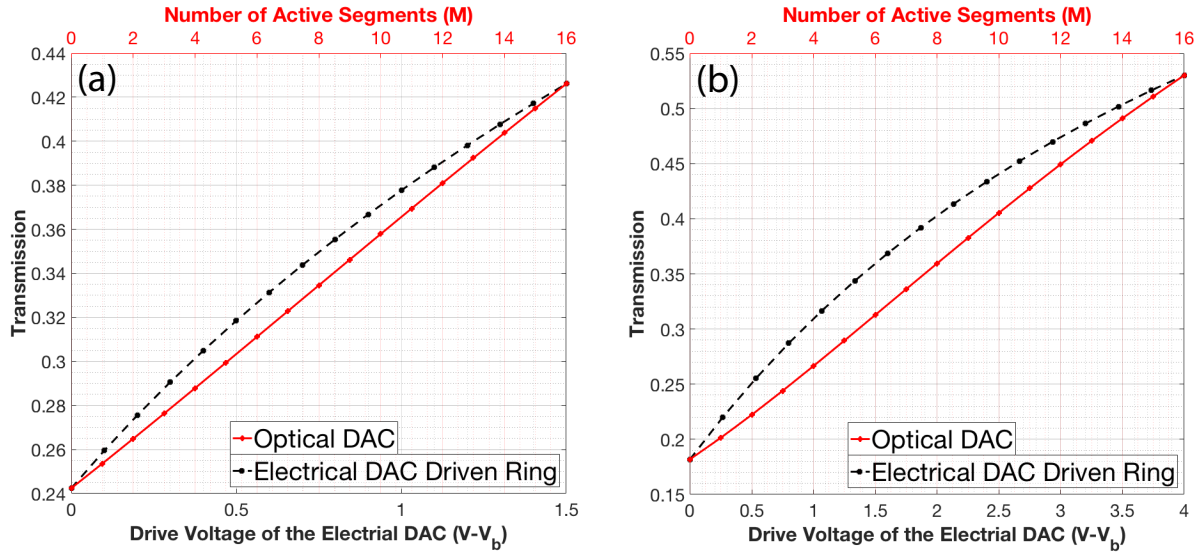 Number of Active Segments (M)
0 2 4 6 8 10 12 14 16
(a)
Transmission
0.44
0.42
0.4
0.38
0.36
0.34
0.32
0.3
0.28
0.26
0.24
Optical DAC
Electrical DAC Driven Ring
0 0.5 1 1.5
Drive Voltage of the Electrial DAC (V-Vb)
Number of Active Segments (M)
0 2 4 6 8 10 12 14 16
(b)
Transmission
0.55
0.5
0.45
0.4
0.35
0.3
0.25
0.2
0.15
Optical DAC
Electrical DAC Driven Ring
0 0.5 1 1.5 2 2.5 3 3.5 4
Drive Voltage of the Electrial DAC (V-Vb)